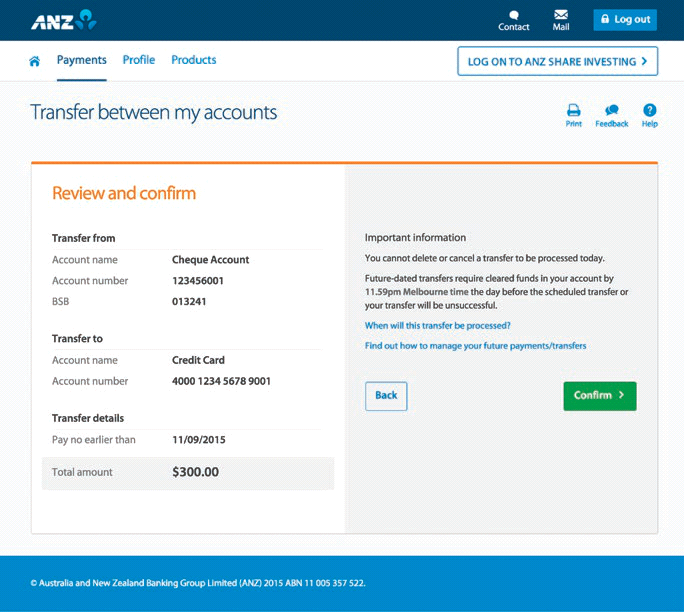 ANZ
Contact
Mail
Log out
Payments
Profile
Products
LOG ON TO ANZ SHARE INVESTING
Transfer between my accounts
Print
Feedback
Help
Review and confirm
Transfer from
Account name Cheque Account
Account number 123456001
BSB 013241
Transfer to
Account name Credit Card
Account number 4000 1234 5678 9001
Transfer details
Pay no earlier than 11/09/2015
Total amount $300.00
Important information
You cannot delete or cancel a transfer to be processed today.
Future-dated transfers require cleared funds in your account by
11.59pm Melbourne time the day before the scheduled transfer or
your transfer will be unsuccessful.
When will this transfer be processed?
Find out how to manage your future payments/transfers
Back
Confirm
© Australia and New Zealand Banking Group Limited (ANZ) 2015 ABN 11 005 357 522.